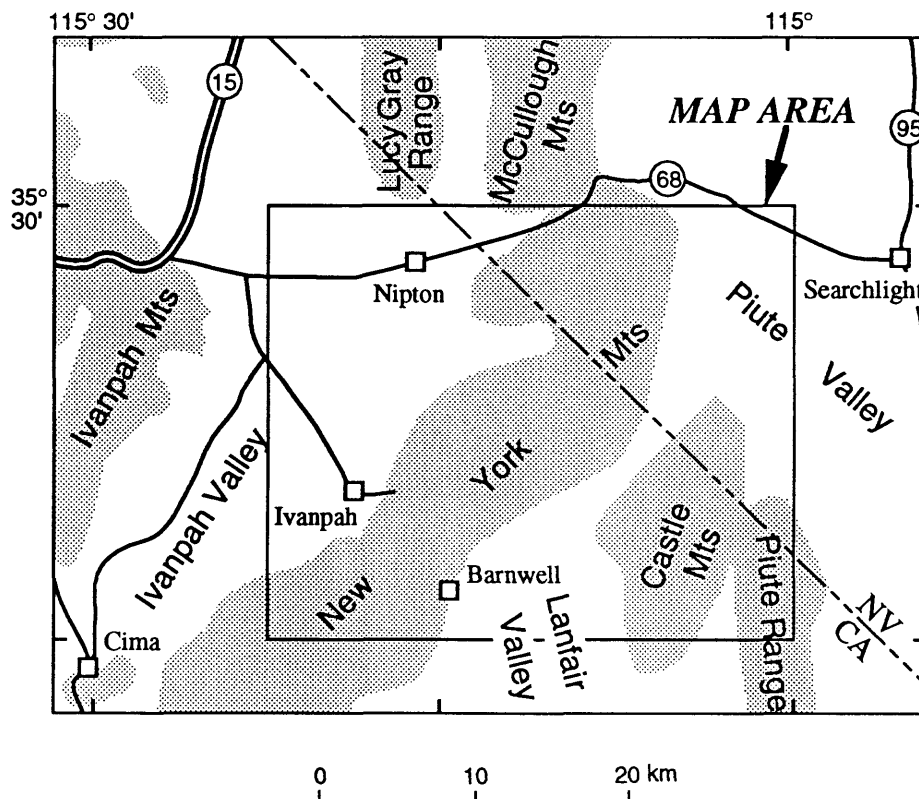 115° 30'
115°
15
Lucy Gray
Range
McCullough
Mts
MAP AREA
95
68
35°
30'
Nipton
Searchlight
Ivanpah Mts
Piute
Valley
Mts
York
New
Ivanpah Valley
Ivanpah
Castle
Mts
Barnwell
Lanfair
Valley
Piute Range
NV
CA
Cima
0 10 20 km